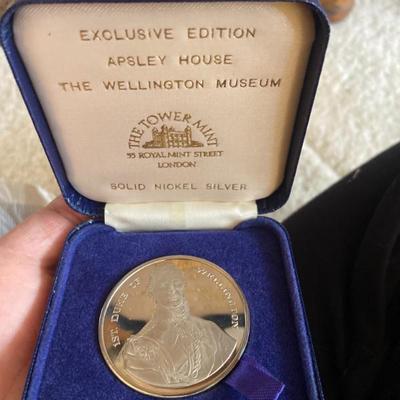 EXCLUSIVE EDITION
APSLEY HOUSE
THE WELLINGTON MUSEUM
THE TOWER MINT
55 ROYAL MINT STREET
LONDON
SOLID NICKEL SILVER
1ST. DUKE OF WELLINGTON